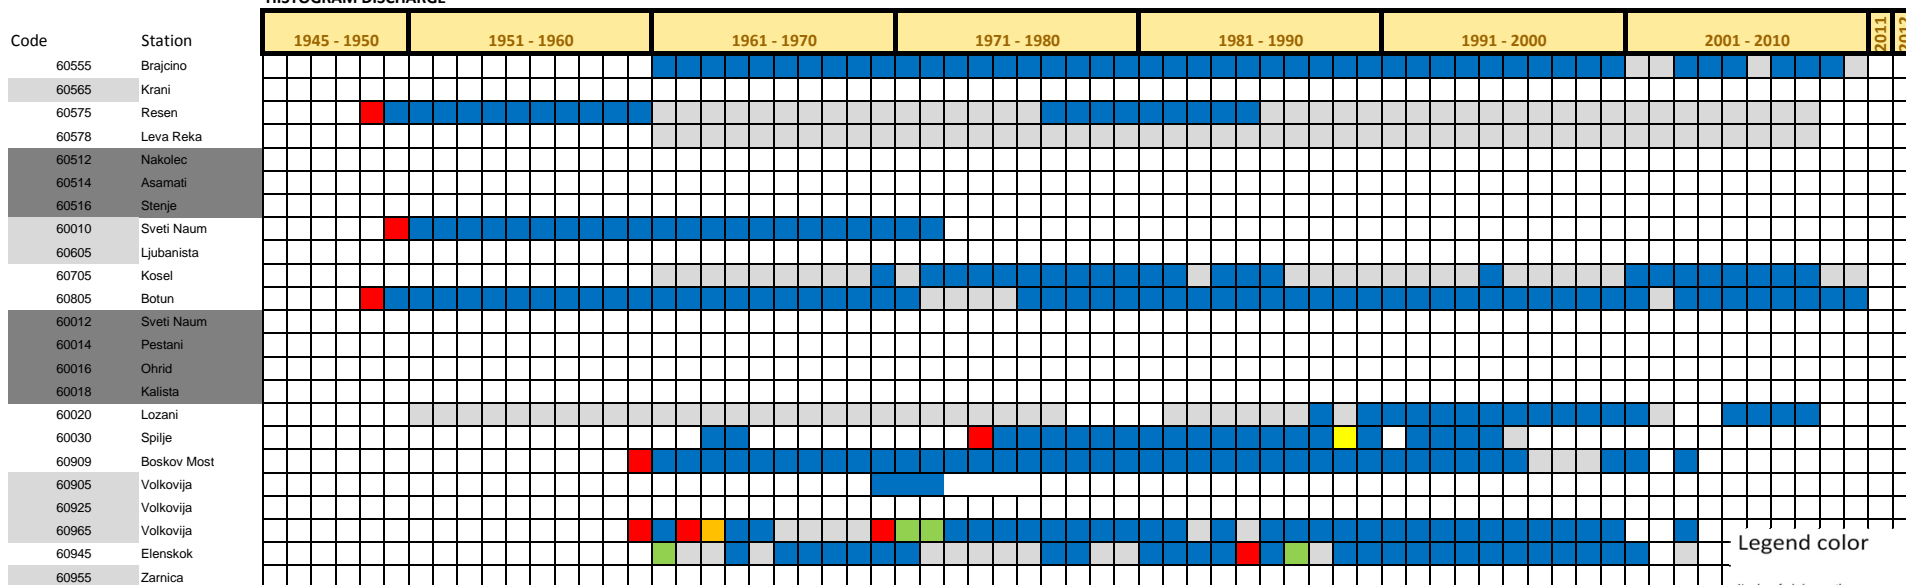 HISTOGRAM DISCHARGE
Code Station 1945 - 1950 1951 - 1960 1961 - 1970 1971 - 1980 1981 - 1990 1991 - 2000 2001 - 2010 2011 2012
60555 Brajcino
60565 Krani
60575 Resen
60578 Leva Reka
60512 Nakolec
60514 Asamati
60516 Stenje
60010 Sveti Naum
60605 Ljubanista
60705 Kosel
60805 Botun
60012 Sveti Naum
60014 Pestani
60016 Ohrid
60018 Kalista
60020 Lozani
60030 Spilje
60909 Boskov Most
60905 Volkovija
60925 Volkovija
60965 Volkovija
60945 Elenskok
Legend color
60955 Zarnica